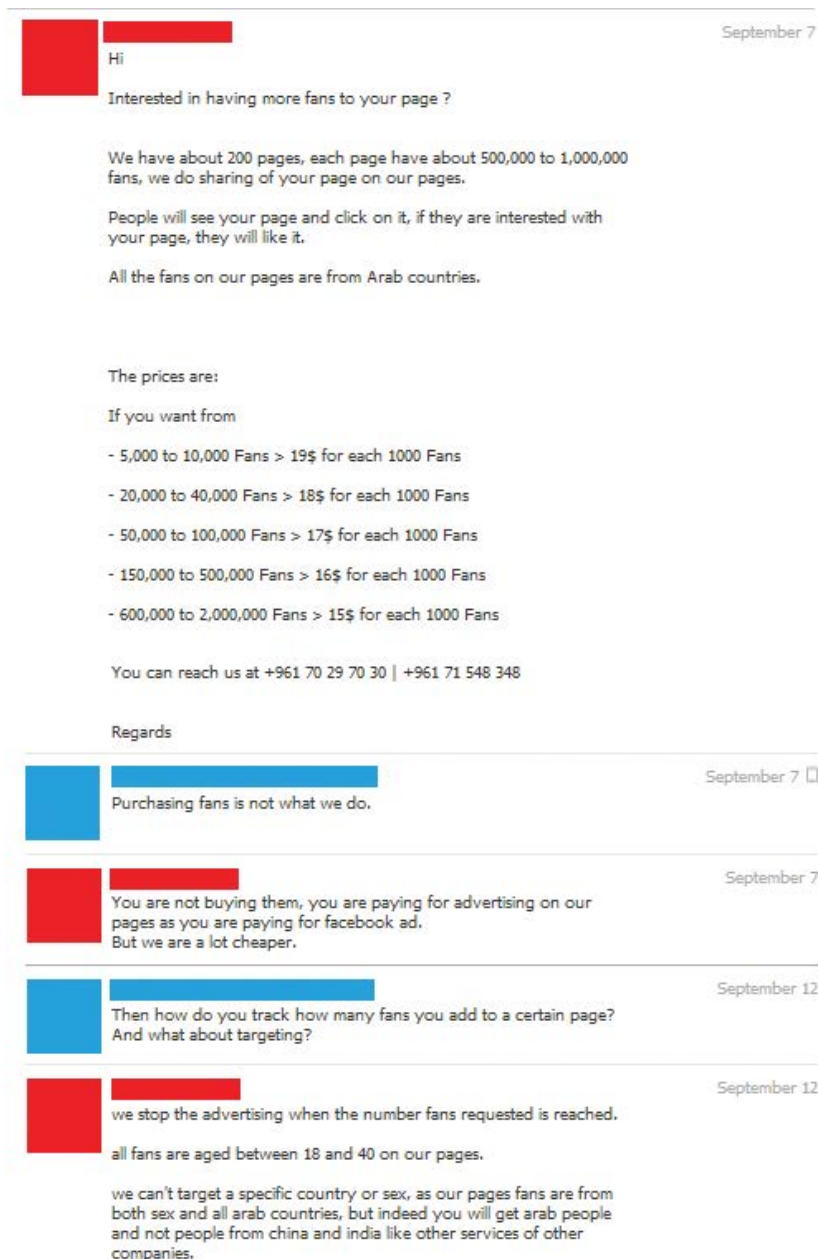 September 7
Hi
Interested in having more fans to your page ?
We have about 200 pages, each page have about 500,000 to 1,000,000
fans, we do sharing of your page on our pages.
People will see your page and click on it, if they are interested with
your page, they will like it.
All the fans on our pages are from Arab countries.
The prices are:
If you want from
- 5,000 to 10,000 Fans > 19$ for each 1000 Fans
- 20,000 to 40,000 Fans > 18$ for each 1000 Fans
- 50,000 to 100,000 Fans > 17$ for each 1000 Fans
- 150,000 to 500,000 Fans > 16$ for each 1000 Fans
- 600,000 to 2,000,000 Fans > 15$ for each 1000 Fans
You can reach us at +961 70 29 70 30 | +961 71 548 348
Regards
September 7
Purchasing fans is not what we do.
September 7
You are not buying them, you are paying for advertising on our
pages as you are paying for facebook ad.
But we are a lot cheaper.
September 12
Then how do you track how many fans you add to a certain page?
And what about targeting?
September 12
we stop the advertising when the number fans requested is reached.
all fans are aged between 18 and 40 on our pages.
we can't target a specific country or sex, as our pages fans are from
both sex and all arab countries, but indeed you will get arab people
and not people from china and india like other services of other
companies.